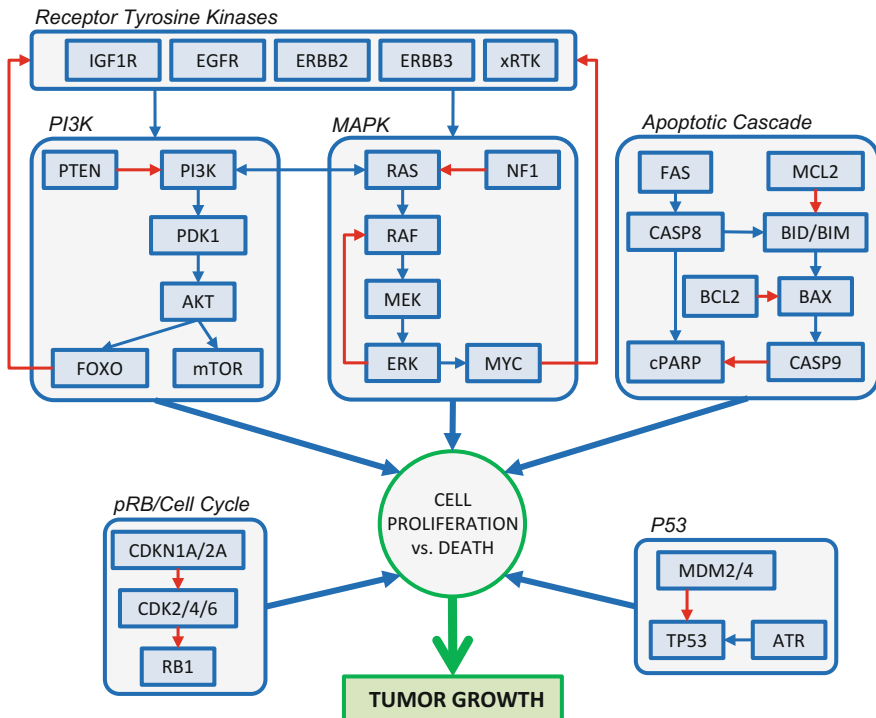 Receptor Tyrosine Kinases
IGF1R
EGFR
ERBB2
ERBB3
xRTK
PI3K
PTEN
PI3K
PDK1
AKT
FOXO
mTOR
MAPK
RAS
NF1
RAF
MEK
ERK
MYC
Apoptotic Cascade
FAS
MCL2
CASP8
BID/BIM
BCL2
BAX
cPARP
CASP9
CELL
PROLIFERATION
vs. DEATH
pRB/Cell Cycle
CDKN1A/2A
CDK2/4/6
RB1
P53
MDM2/4
TP53
ATR
TUMOR GROWTH